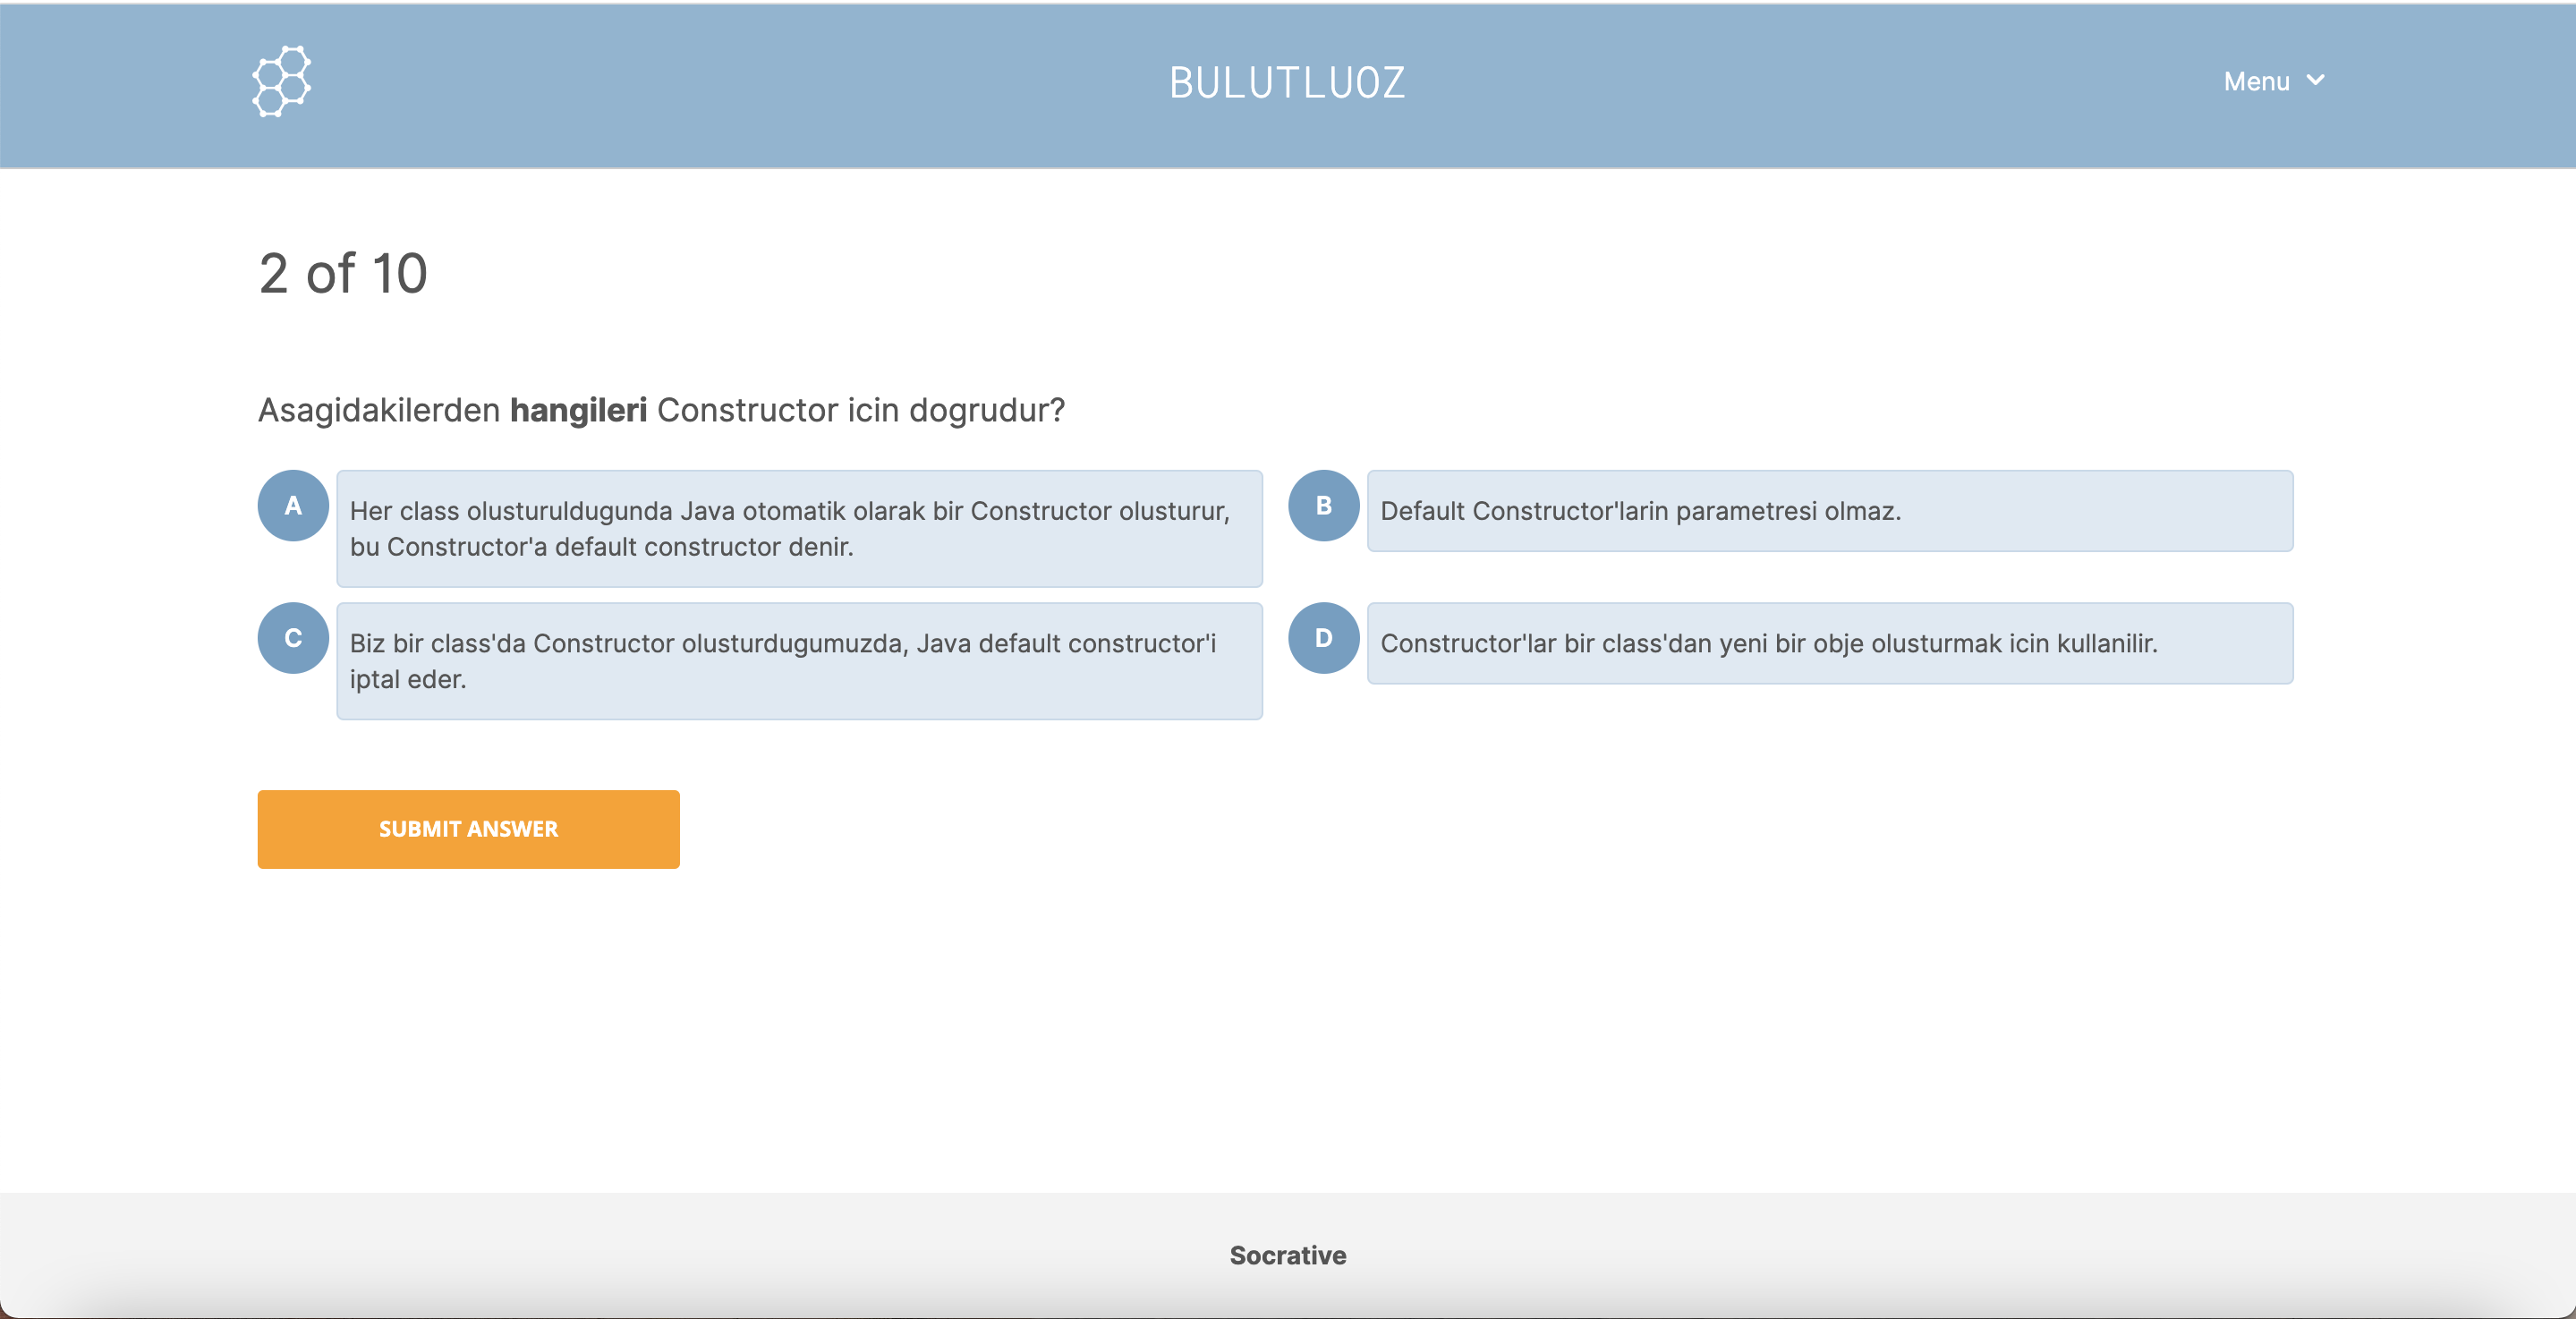 BULUTLUOZ
Menu
2 of 10
Asagidakilerden hangileri Constructor icin dogrudur?
A
Her class olusturuldugunda Java otomatik olarak bir Constructor olusturur,
bu Constructor'a default constructor denir.
B
Default Constructor'larin parametresi olmaz.
C
Biz bir class'da Constructor olusturdugumuzda, Java default constructor'i
iptal eder.
D
Constructor'lar bir class'dan yeni bir obje olusturmak icin kullanilir.
SUBMIT ANSWER
Socrative